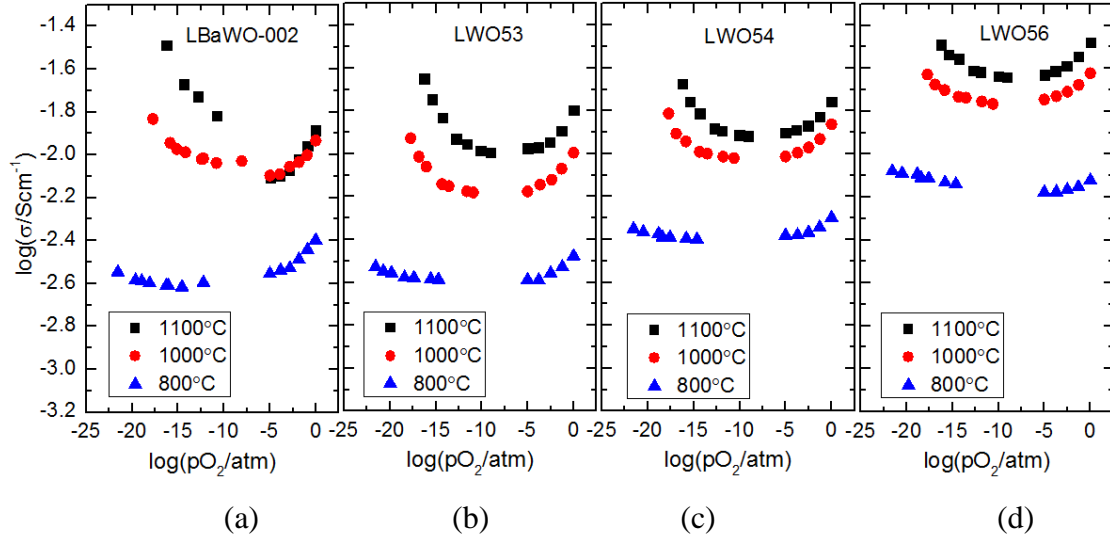 log(σ/Scm⁻¹)
-1.4
-1.6
-1.8
-2.0
-2.2
-2.4
-2.6
-2.8
-3.0
-3.2
LBaWO-002
1100°C
1000°C
800°C
-25 -20 -15 -10 -5 0
log(pO₂/atm)
(a)
LWO53
1100°C
1000°C
800°C
-25 -20 -15 -10 -5 0
log(pO₂/atm)
(b)
LWO54
1100°C
1000°C
800°C
-25 -20 -15 -10 -5 0
log(pO₂/atm)
(c)
LWO56
1100°C
1000°C
800°C
-25 -20 -15 -10 -5 0
log(pO₂/atm)
(d)